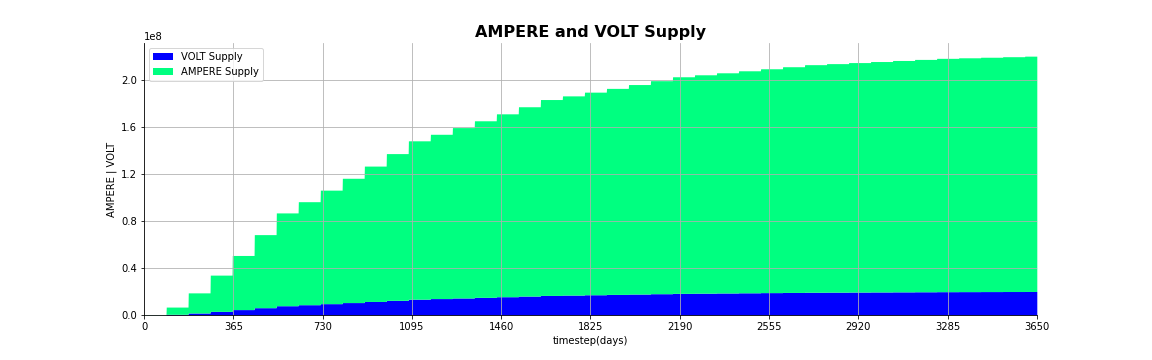 AMPERE and VOLT Supply
1e8
VOLT Supply
AMPERE Supply
2.0
1.6
1.2
0.8
0.4
0.0
AMPERE | VOLT
0 365 730 1095 1460 1825 2190 2555 2920 3285 3650
timestep(days)